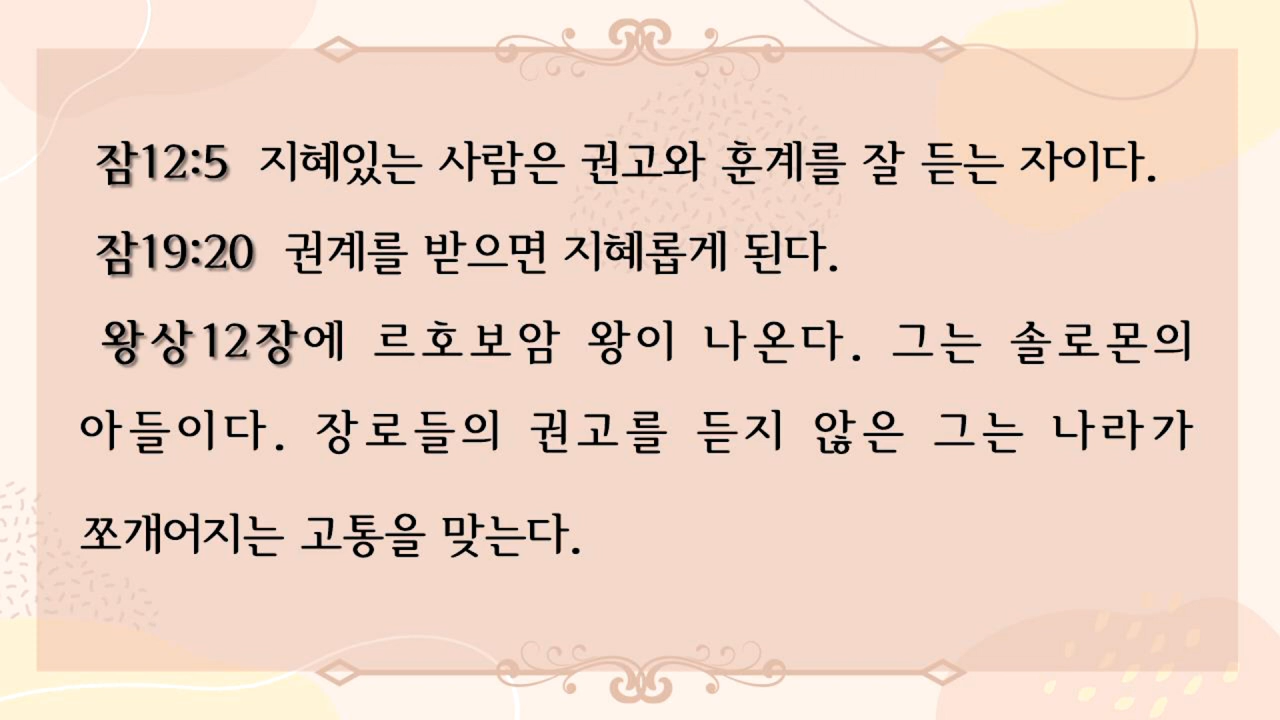 잠12:5 지혜있는 사람은 권고와 훈계를 잘 듣는 자이다.
잠19:20 권계를 받으면 지혜롭게 된다.
왕상12장에 르호보암 왕이 나온다. 그는 솔로몬의
아들이다. 장로들의 권고를 듣지 않은 그는 나라가
쪼개어지는 고통을 맞는다.